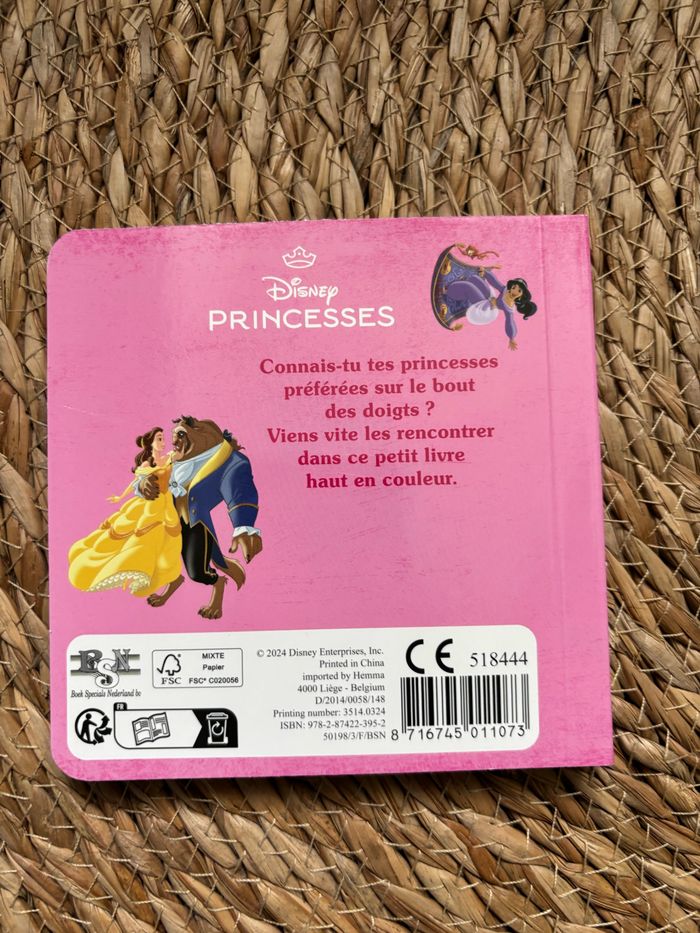 Disney
PRINCESSES
Connais-tu tes princesses
préférées sur le bout
des doigts ?
Viens vite les rencontrer
dans ce petit livre
haut en couleur.
BSN
Boek Specials Nederland bv
FSC
MIXTE
Papier
FSC® C020056
FR
© 2024 Disney Enterprises, Inc.
Printed in China
imported by Hemma
4000 Liège - Belgium
D/2014/0058/148
Printing number: 3514.0324
ISBN: 978-2-87422-395-2
50198/3/F/BSN
CE 518444
8 716745 011073